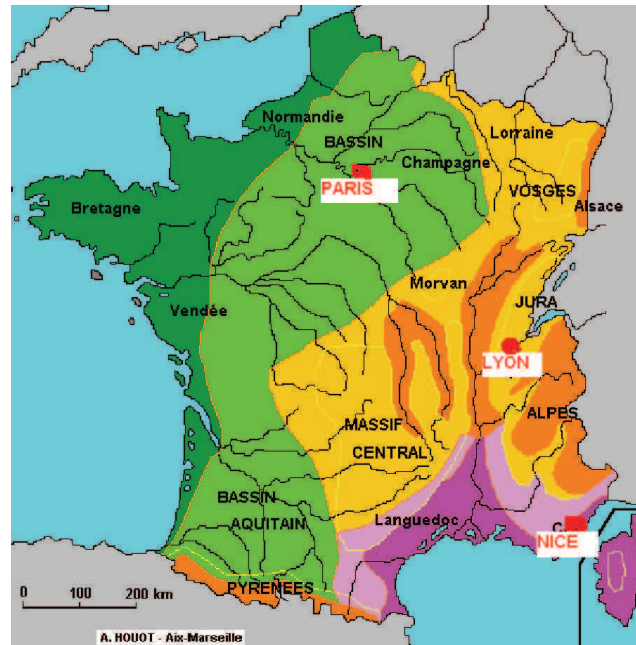 Normandie
BASSIN
Lorraine
Champagne
PARIS
VOSGES
Bretagne
Alsace
Morvan
Vendée
JURA
LYON
ALPES
MASSIF
CENTRAL
BASSIN
AQUITAIN
Languedoc
NICE
PYRENEES
0 100 200 km
A. HOUOT - Aix-Marseille